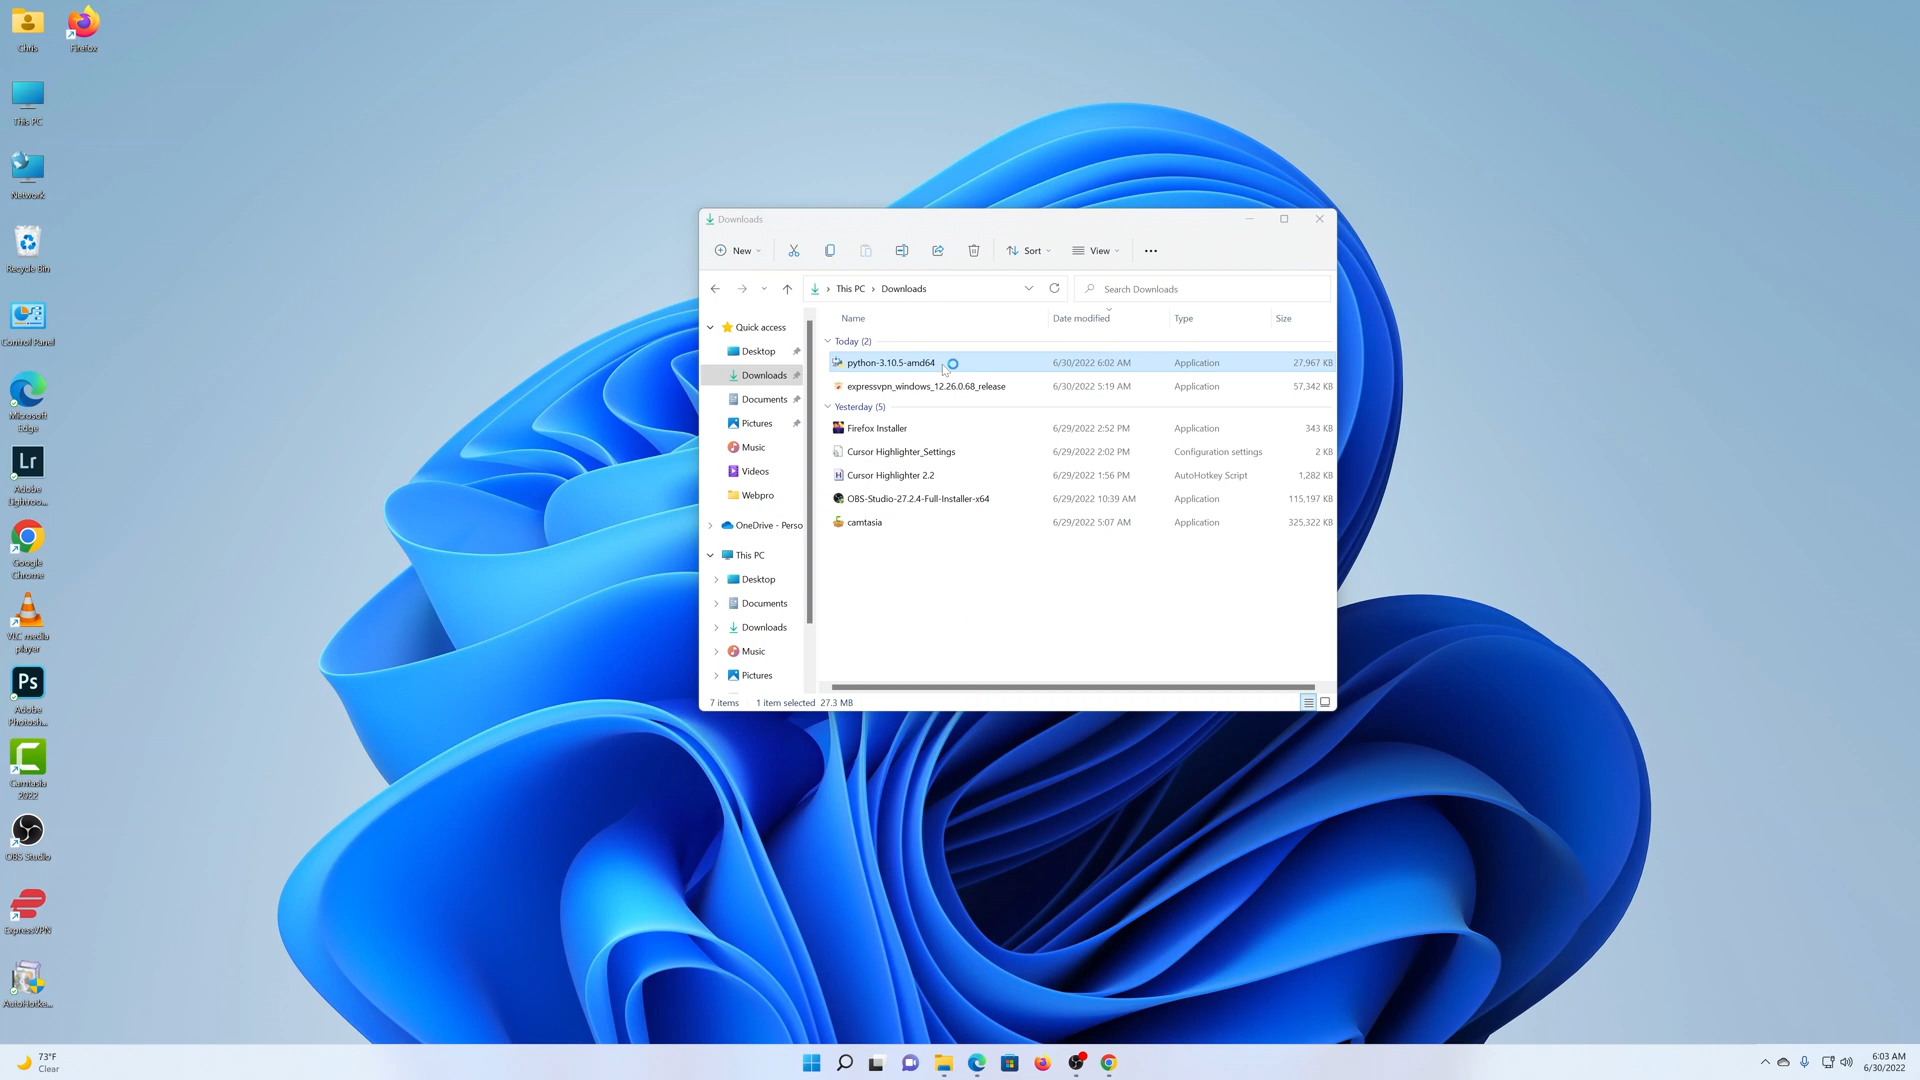 Chris
Firefox
This PC
Network
Recycle Bin
Control Panel
Microsoft
Edge
Lr
Adobe
Lightroo...
Google
Chrome
VLC media
player
Ps
Adobe
Photosh...
Camtasia
2022
OBS Studio
ExpressVPN
AutoHotke...
Downloads
New
Sort
View
This PC
Downloads
Search Downloads
Quick access
Desktop
Downloads
Documents
Pictures
Music
Videos
Webpro
OneDrive - Perso
This PC
Desktop
Documents
Downloads
Music
Pictures
Name Date modified Type Size
Today (2)
python-3.10.5-amd64 6/30/2022 6:02 AM Application 27,967 KB
expressvpn_windows_12.26.0.68_release 6/30/2022 5:19 AM Application 57,342 KB
Yesterday (5)
Firefox Installer 6/29/2022 2:52 PM Application 343 KB
Cursor Highlighter_Settings 6/29/2022 2:02 PM Configuration settings 2 KB
Cursor Highlighter 2.2 6/29/2022 1:56 PM AutoHotkey Script 1,282 KB
OBS-Studio-27.2.4-Full-Installer-x64 6/29/2022 10:39 AM Application 115,197 KB
camtasia 6/29/2022 5:07 AM Application 325,322 KB
7 items 1 item selected 27.3 MB
73°F
Clear
6:03 AM
6/30/2022